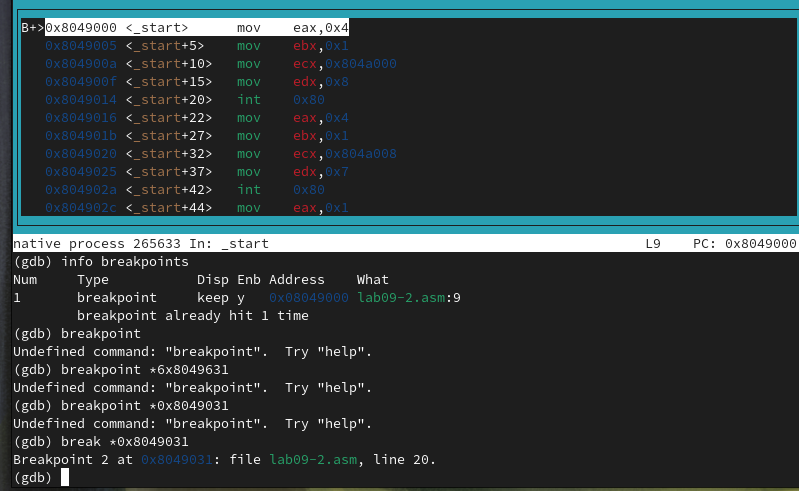 B+>0x8049000 <_start>      mov    eax,0x4
0x8049005 <_start+5>    mov    ebx,0x1
0x804900a <_start+10>   mov    ecx,0x804a000
0x804900f <_start+15>   mov    edx,0x8
0x8049014 <_start+20>   int    0x80
0x8049016 <_start+22>   mov    eax,0x4
0x804901b <_start+27>   mov    ebx,0x1
0x8049020 <_start+32>   mov    ecx,0x804a008
0x8049025 <_start+37>   mov    edx,0x7
0x804902a <_start+42>   int    0x80
0x804902c <_start+44>   mov    eax,0x1
native process 265633 In: _start    L9    PC: 0x8049000
(gdb) info breakpoints
Num     Type           Disp Enb Address    What
1       breakpoint     keep y   0x08049000 lab09-2.asm:9
        breakpoint already hit 1 time
(gdb) breakpoint
Undefined command: "breakpoint".  Try "help".
(gdb) breakpoint *6x8049631
Undefined command: "breakpoint".  Try "help".
(gdb) breakpoint *0x8049031
Undefined command: "breakpoint".  Try "help".
(gdb) break *0x8049031
Breakpoint 2 at 0x8049031: file lab09-2.asm, line 20.
(gdb)